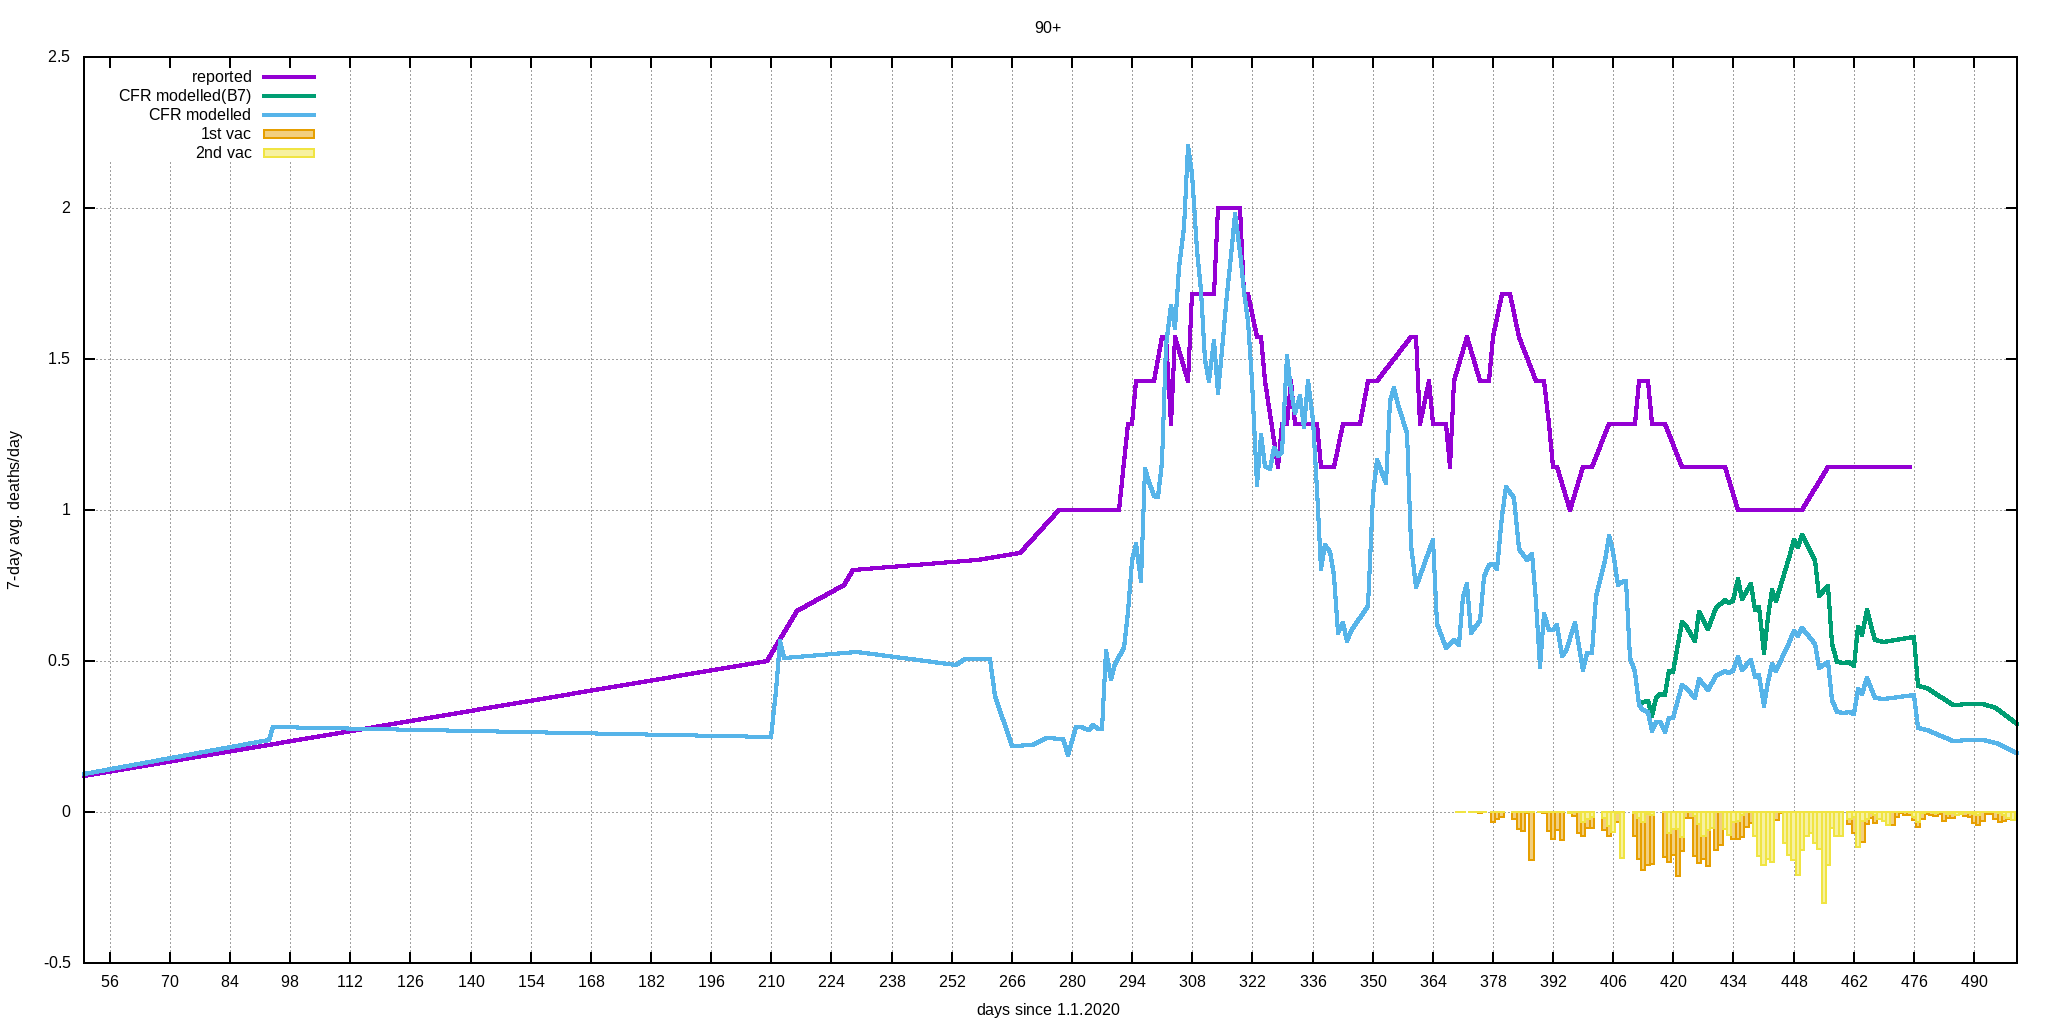 90+
2.5
2
1.5
1
0.5
0
-0.5
7-day avg. deaths/day
reported
CFR modelled(B7)
CFR modelled
1st vac
2nd vac
56 70 84 98 112 126 140 154 168 182 196 210 224 238 252 266 280 294 308 322 336 350 364 378 392 406 420 434 448 462 476 490
days since 1.1.2020